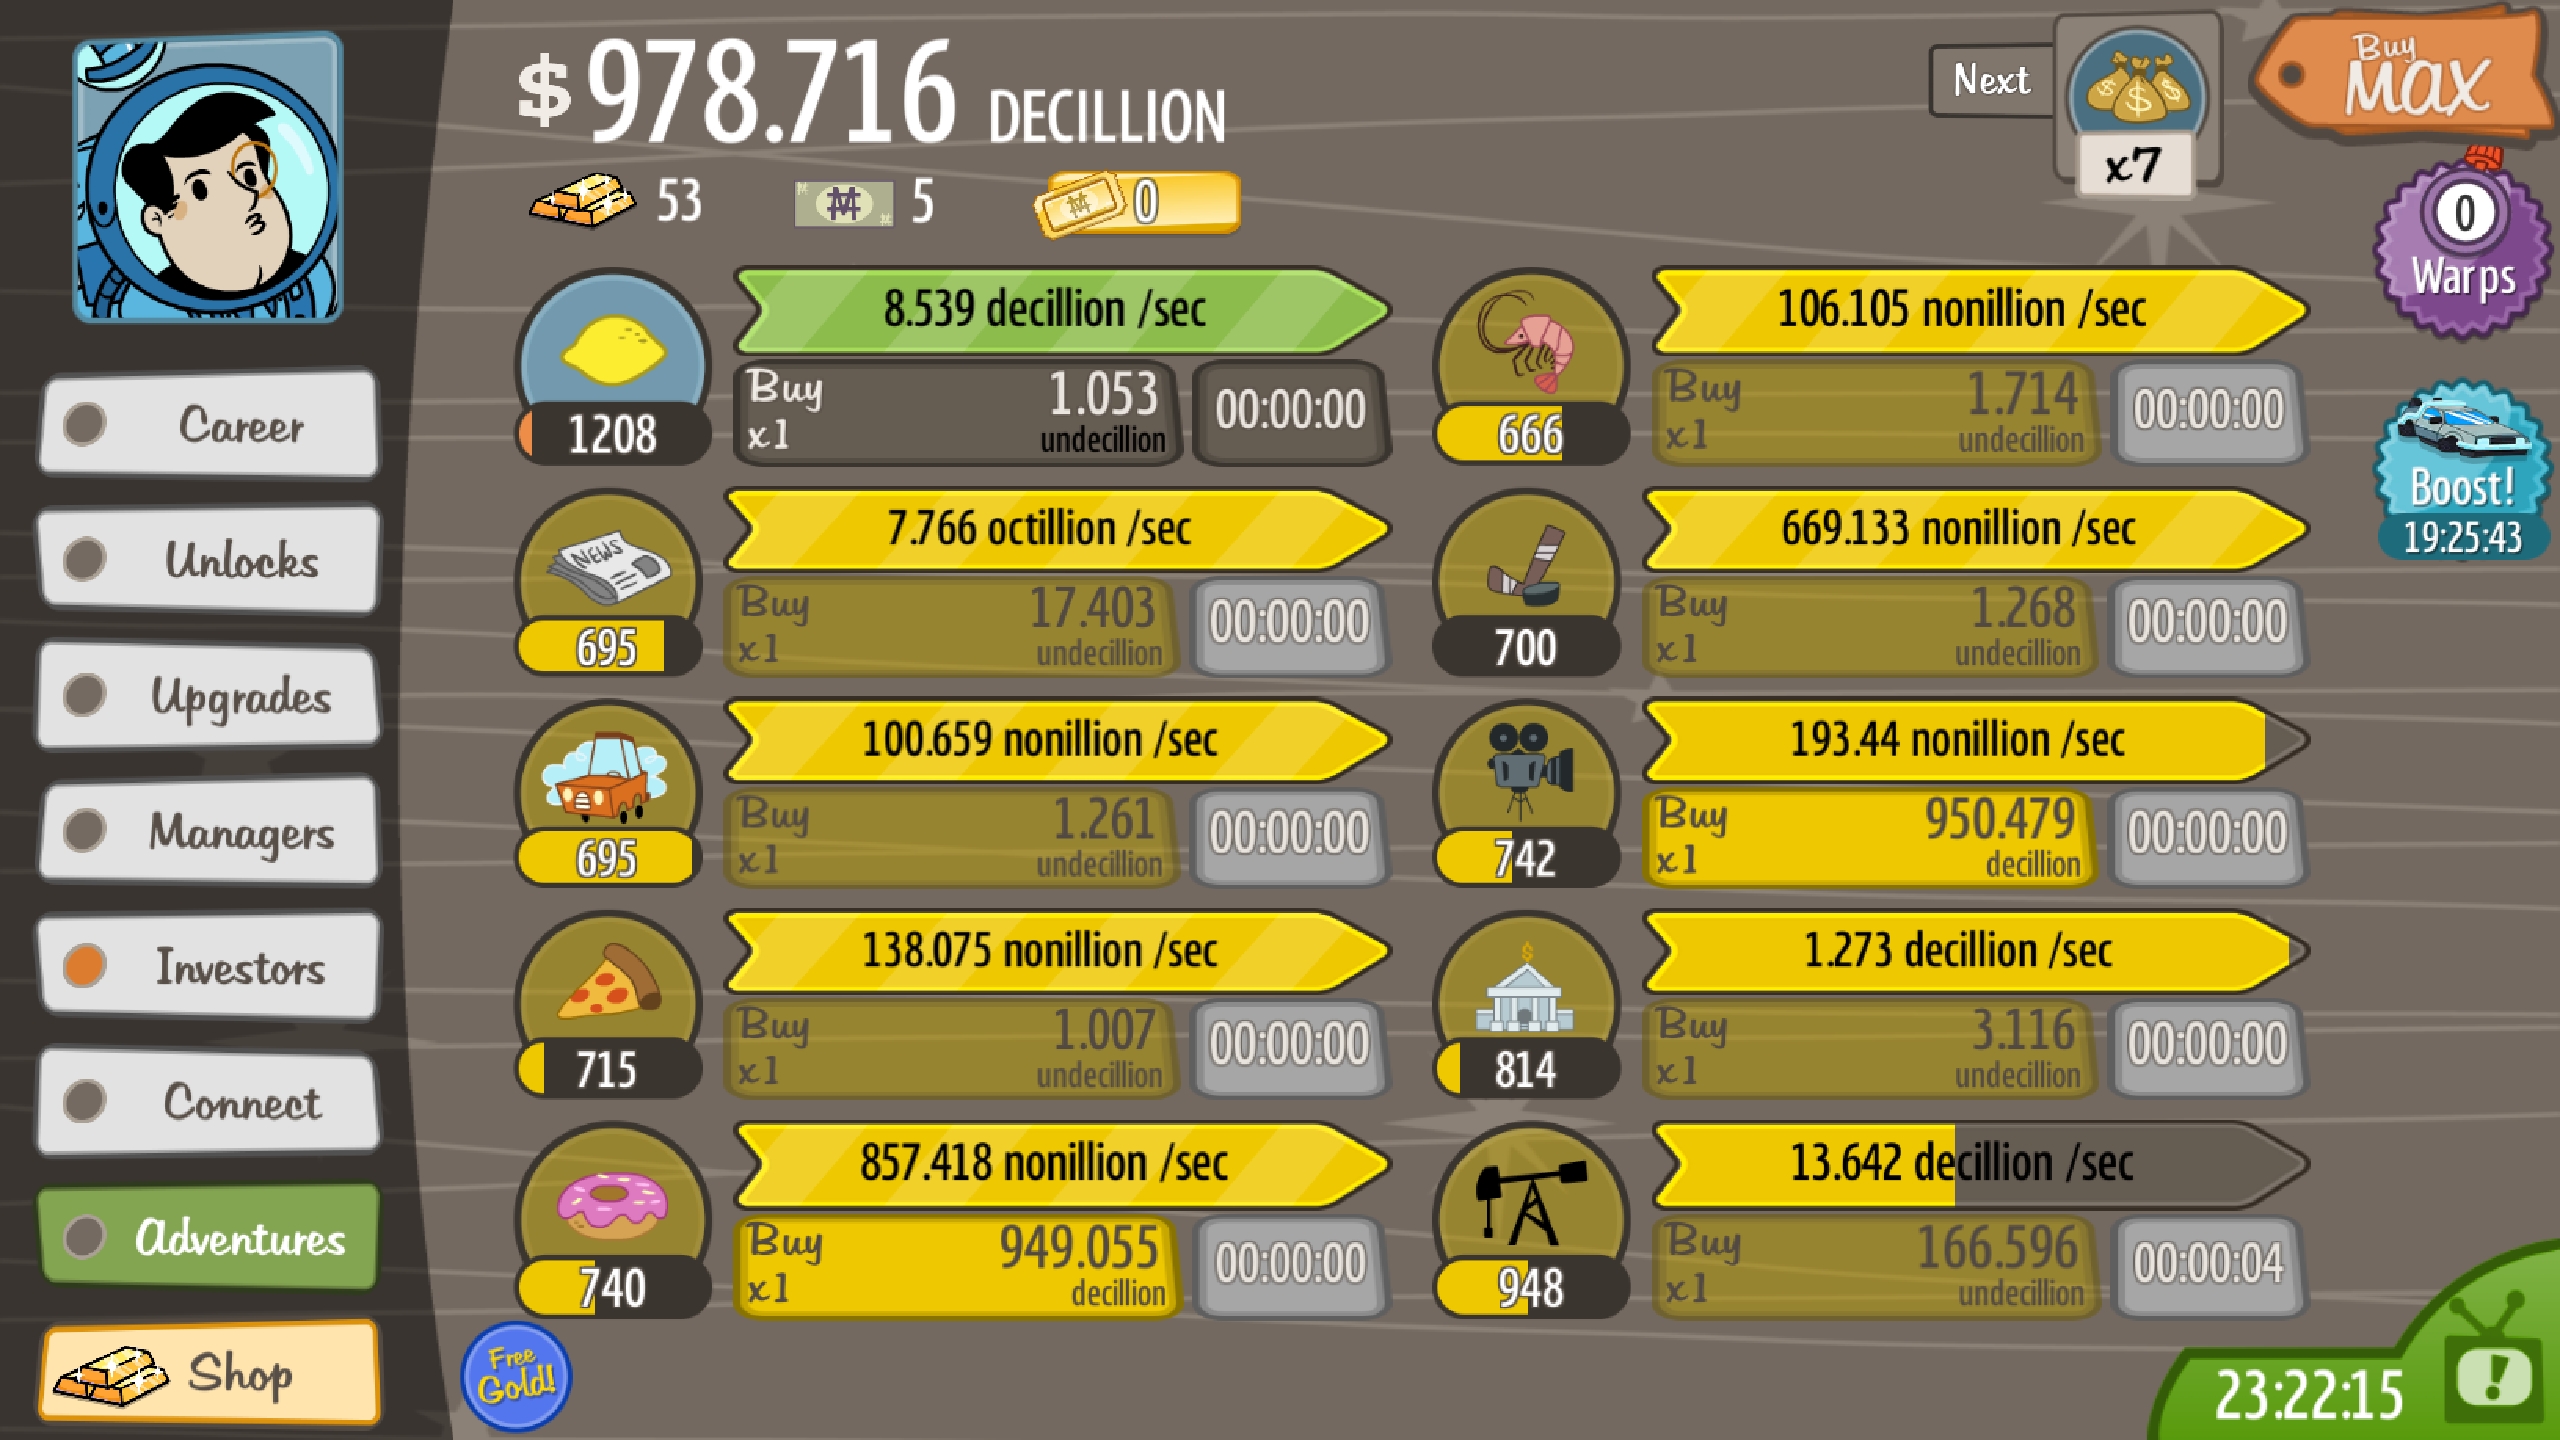 $978.716 DECILLION
53
5
0
Next
x7
Buy
MAX
0
Warps
Boost!
19:25:43
Career
Unlocks
Upgrades
Managers
Investors
Connect
Adventures
Shop
8.539 decillion /sec
Buy 1.053
x1 undecillion
00:00:00
1208
NEWS
7.766 octillion /sec
Buy 17.403
x1 undecillion
00:00:00
695
100.659 nonillion /sec
Buy 1.261
x1 undecillion
00:00:00
695
138.075 nonillion /sec
Buy 1.007
x1 undecillion
00:00:00
715
857.418 nonillion /sec
Buy 949.055
x1 decillion
00:00:00
740
106.105 nonillion /sec
Buy 1.714
x1 undecillion
00:00:00
666
669.133 nonillion /sec
Buy 1.268
x1 undecillion
00:00:00
700
193.44 nonillion /sec
Buy 950.479
x1 decillion
00:00:00
742
1.273 decillion /sec
Buy 3.116
x1 undecillion
00:00:00
814
13.642 decillion /sec
Buy 166.596
x1 undecillion
00:00:04
948
Free
Gold!
23:22:15
!